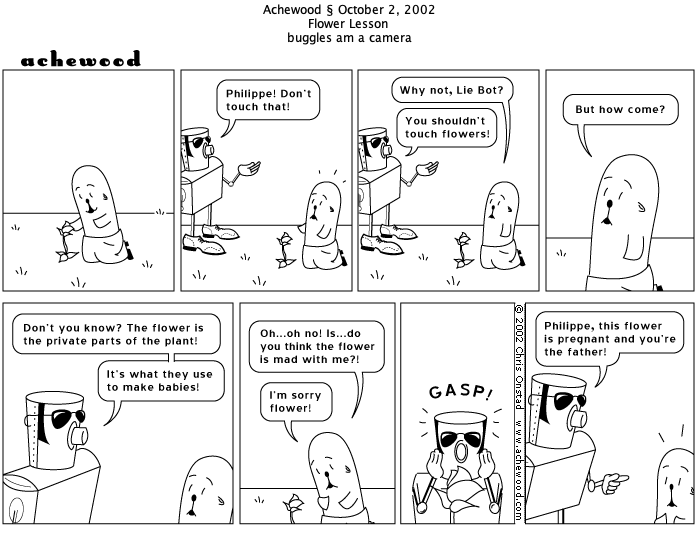 Achewood § October 2, 2002
Flower Lesson
buggles am a camera
achewood
Philippe! Don't
touch that!
Why not, Lie Bot?
You shouldn't
touch flowers!
But how come?
Don't you know? The flower is
the private parts of the plant!
It's what they use
to make babies!
Oh...oh no! Is...do
you think the flower
is mad with me?!
I'm sorry
flower!
GASP!
© 2002 Chris Onstad www.achewood.com
Philippe, this flower
is pregnant and you're
the father!